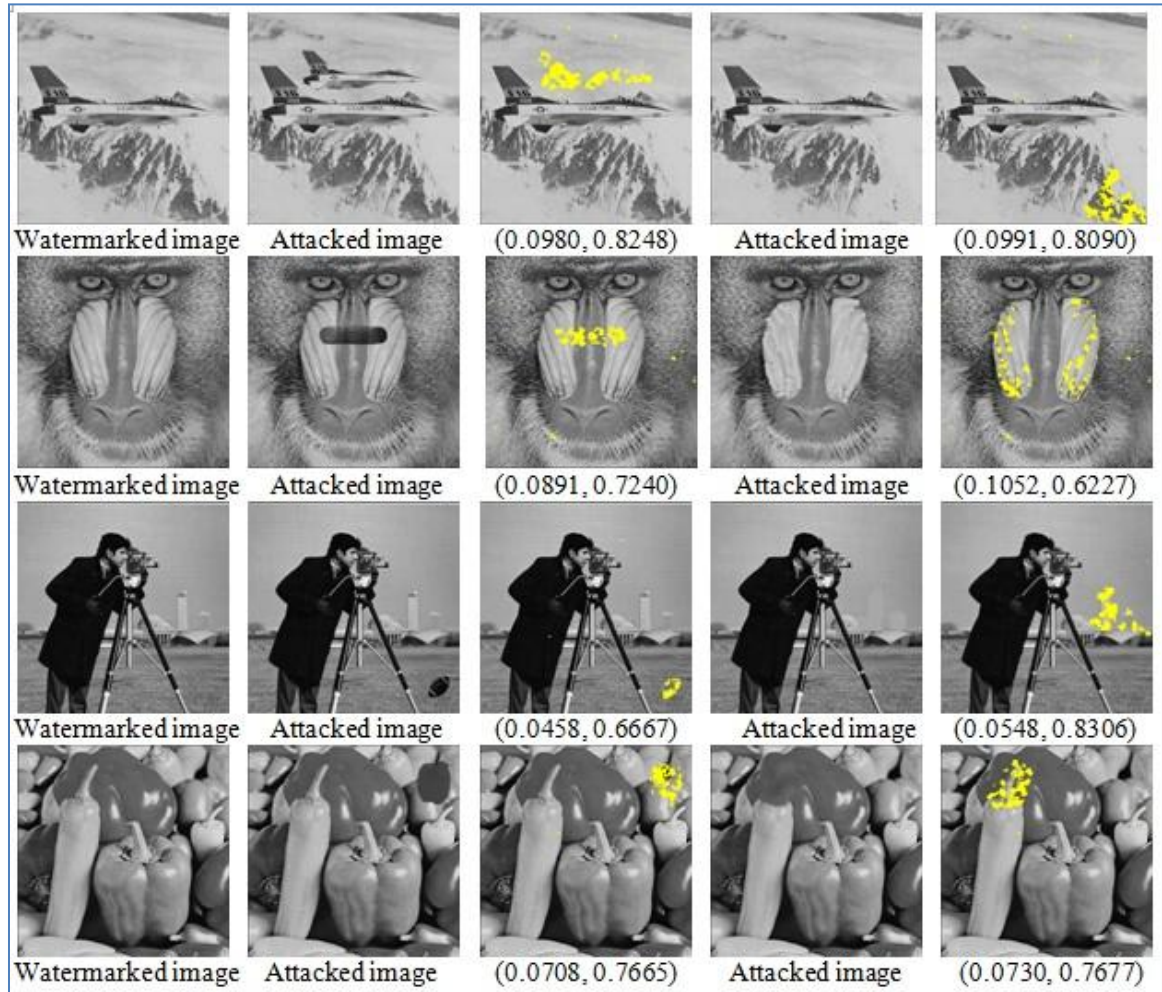 Watermarked image Attacked image (0.0980, 0.8248) Attacked image (0.0991, 0.8090)
Watermarked image Attacked image (0.0891, 0.7240) Attacked image (0.1052, 0.6227)
Watermarked image Attacked image (0.0458, 0.6667) Attacked image (0.0548, 0.8306)
Watermarked image Attacked image (0.0708, 0.7665) Attacked image (0.0730, 0.7677)